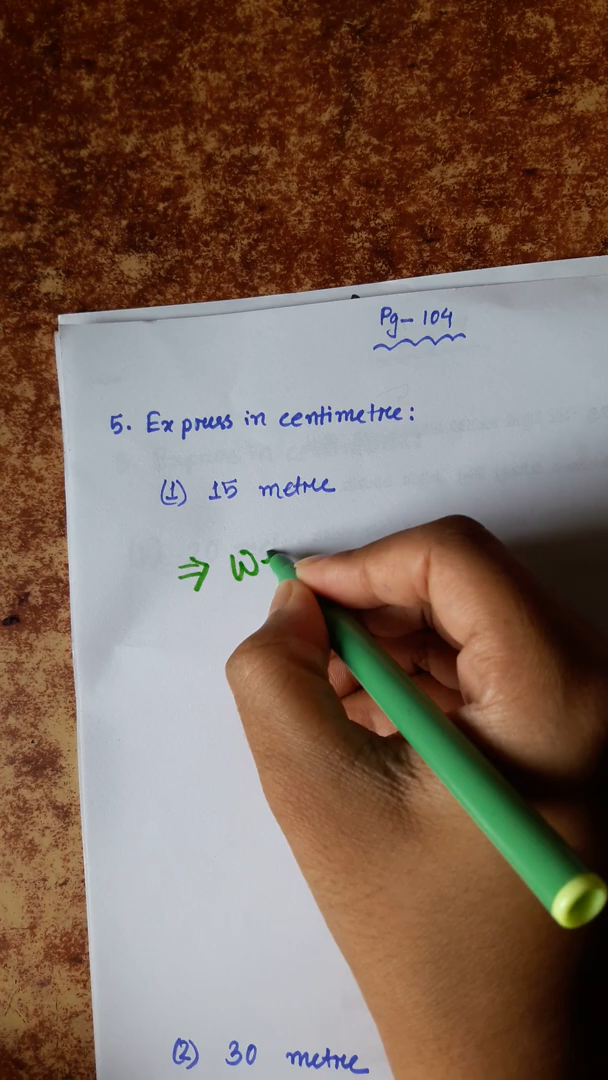 Pg- 104
5. Express in centimetre:
(1) 15 metre
⇒ W
(2) 30 metre